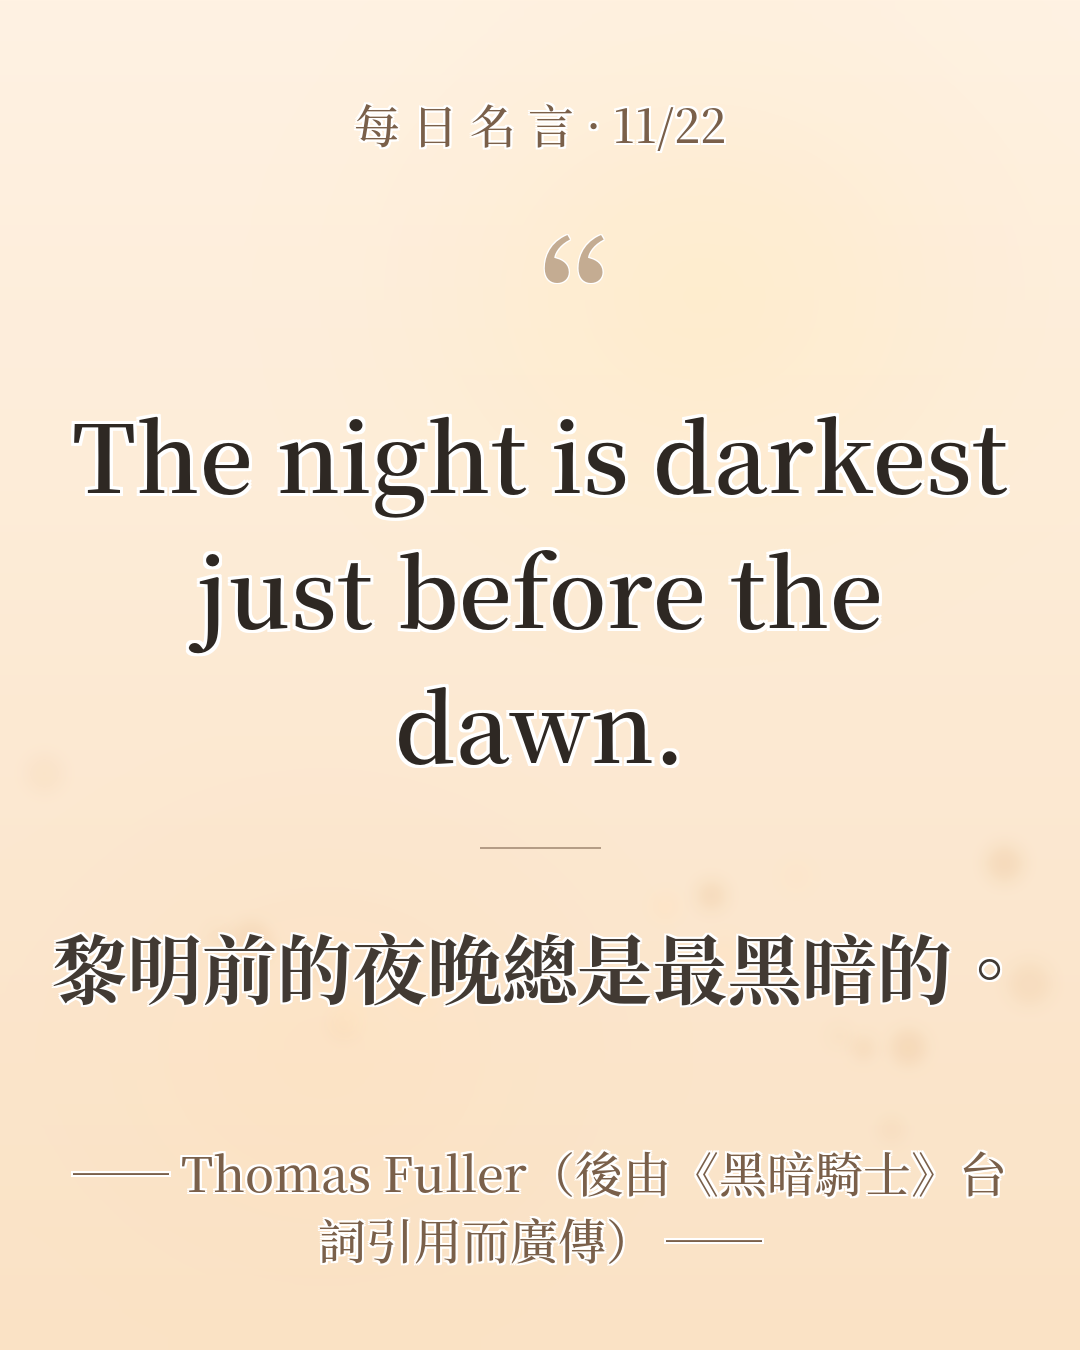 每日名言 · 11/22
“
The night is darkest
just before the
dawn.
黎明前的夜晚總是最黑暗的。
—— Thomas Fuller（後由《黑暗騎士》台
詞引用而廣傳） ——